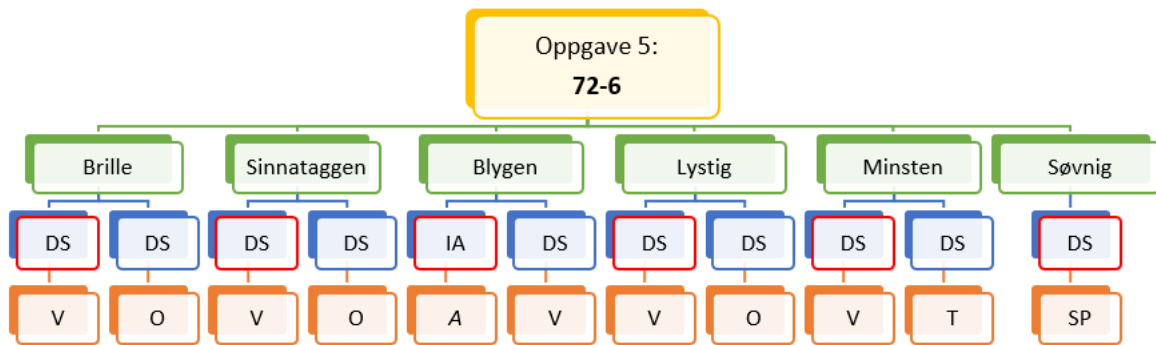 Oppgave 5:
72-6
Brille Sinnataggen Blygen Lystig Minsten Søvnig
DS DS DS DS IA DS DS DS DS DS DS
V O V O A V V O V T SP